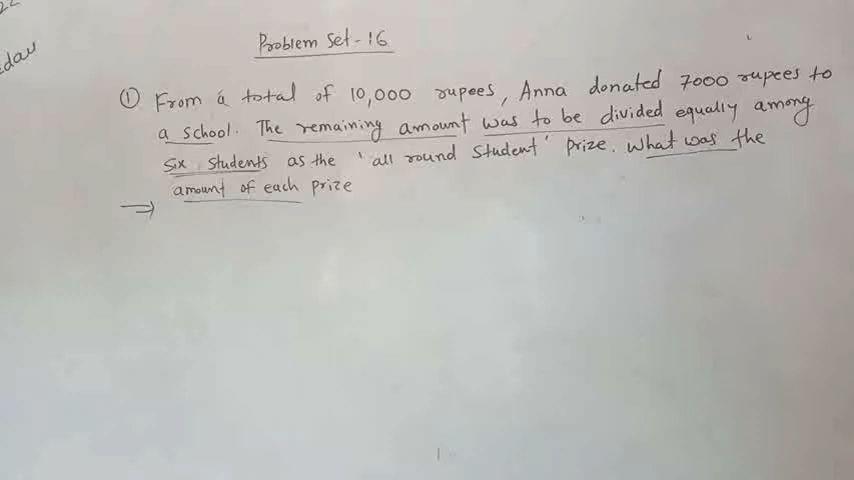 Problem Set - 16
① From a total of 10,000 rupees, Anna donated 7000 rupees to
a school. The remaining amount was to be divided equally among
six students as the 'all round student' prize. What was the
amount of each prize
⇒